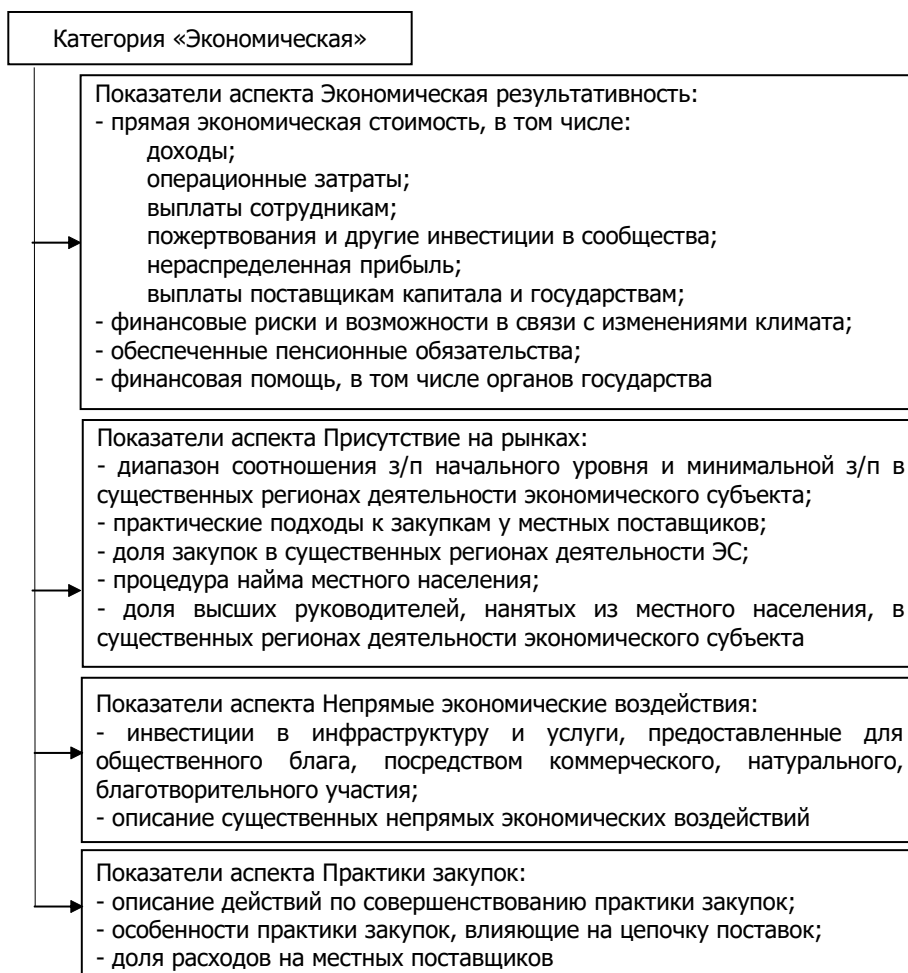 Категория «Экономическая»
Показатели аспекта Экономическая результативность:
- прямая экономическая стоимость, в том числе:
доходы;
операционные затраты;
выплаты сотрудникам;
пожертвования и другие инвестиции в сообщества;
нераспределенная прибыль;
выплаты поставщикам капитала и государствам;
- финансовые риски и возможности в связи с изменениями климата;
- обеспеченные пенсионные обязательства;
- финансовая помощь, в том числе органов государства
Показатели аспекта Присутствие на рынках:
- диапазон соотношения з/п начального уровня и минимальной з/п в
существенных регионах деятельности экономического субъекта;
- практические подходы к закупкам у местных поставщиков;
- доля закупок в существенных регионах деятельности ЭС;
- процедура найма местного населения;
- доля высших руководителей, нанятых из местного населения, в
существенных регионах деятельности экономического субъекта
Показатели аспекта Непрямые экономические воздействия:
- инвестиции в инфраструктуру и услуги, предоставленные для
общественного блага, посредством коммерческого, натурального,
благотворительного участия;
- описание существенных непрямых экономических воздействий
Показатели аспекта Практики закупок:
- описание действий по совершенствованию практики закупок;
- особенности практики закупок, влияющие на цепочку поставок;
- доля расходов на местных поставщиков